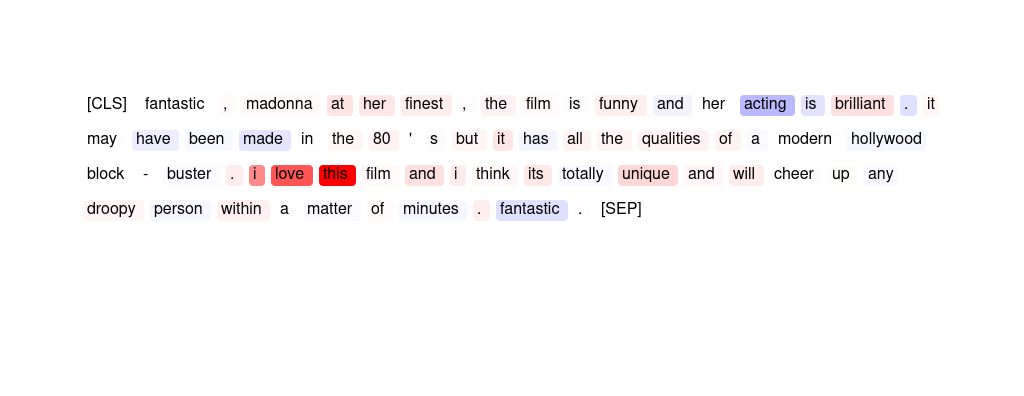 [CLS] fantastic , madonna at her finest , the film is funny and her acting is brilliant . it
may have been made in the 80 ' s but it has all the qualities of a modern hollywood
block - buster . i love this film and i think its totally unique and will cheer up any
droopy person within a matter of minutes . fantastic . [SEP]